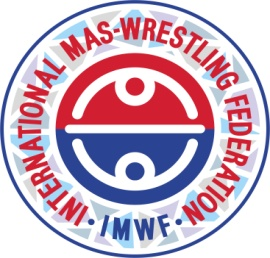 INTERNATIONAL MAS-WRESTLING FEDERATION
· IMWF ·